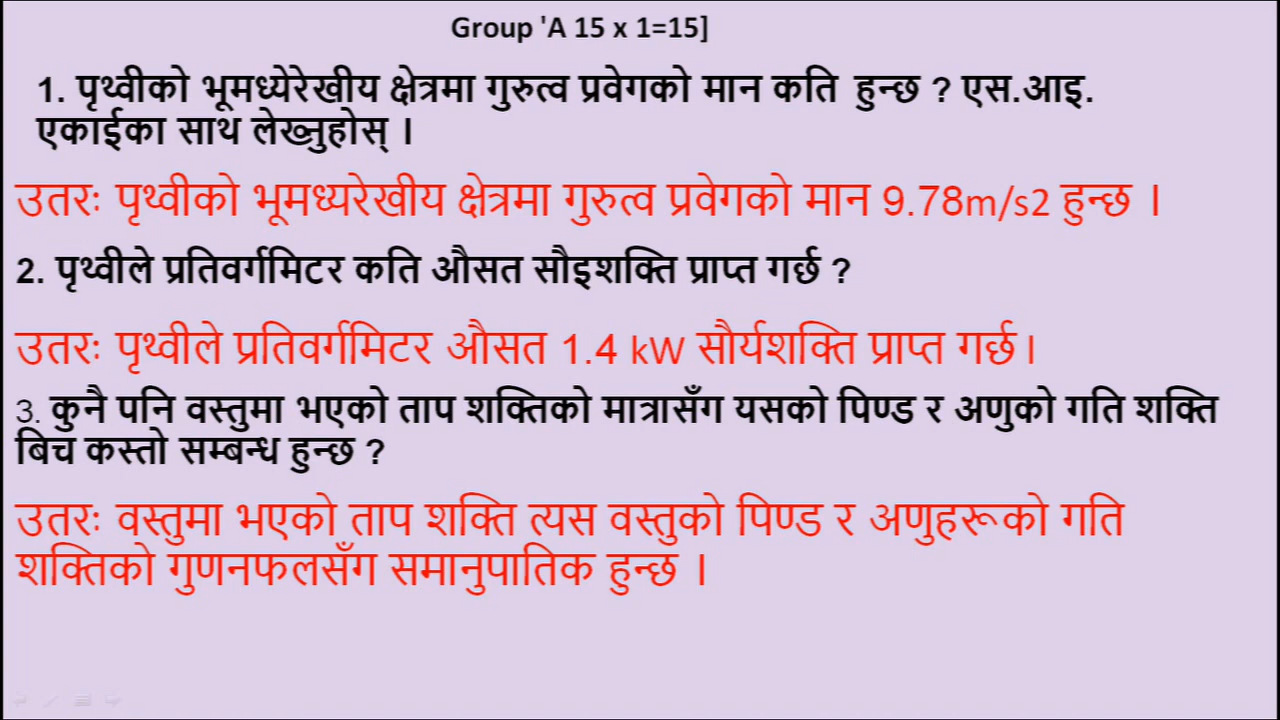 Group 'A 15 x 1=15]
1. पृथ्वीको भूमध्येरेखीय क्षेत्रमा गुरुत्व प्रवेगको मान कति हुन्छ ? एस.आइ.
एकाईका साथ लेख्नुहोस् ।
उतरः पृथ्वीको भूमध्यरेखीय क्षेत्रमा गुरुत्व प्रवेगको मान 9.78m/s2 हुन्छ ।
2. पृथ्वीले प्रतिवर्गमिटर कति औसत सौइशक्ति प्राप्त गर्छ ?
उतरः पृथ्वीले प्रतिवर्गमिटर औसत 1.4 kW सौर्यशक्ति प्राप्त गर्छ।
3. कुनै पनि वस्तुमा भएको ताप शक्तिको मात्रासँग यसको पिण्ड र अणुको गति शक्ति
बिच कस्तो सम्बन्ध हुन्छ ?
उतरः वस्तुमा भएको ताप शक्ति त्यस वस्तुको पिण्ड र अणुहरूको गति
शक्तिको गुणनफलसँग समानुपातिक हुन्छ ।